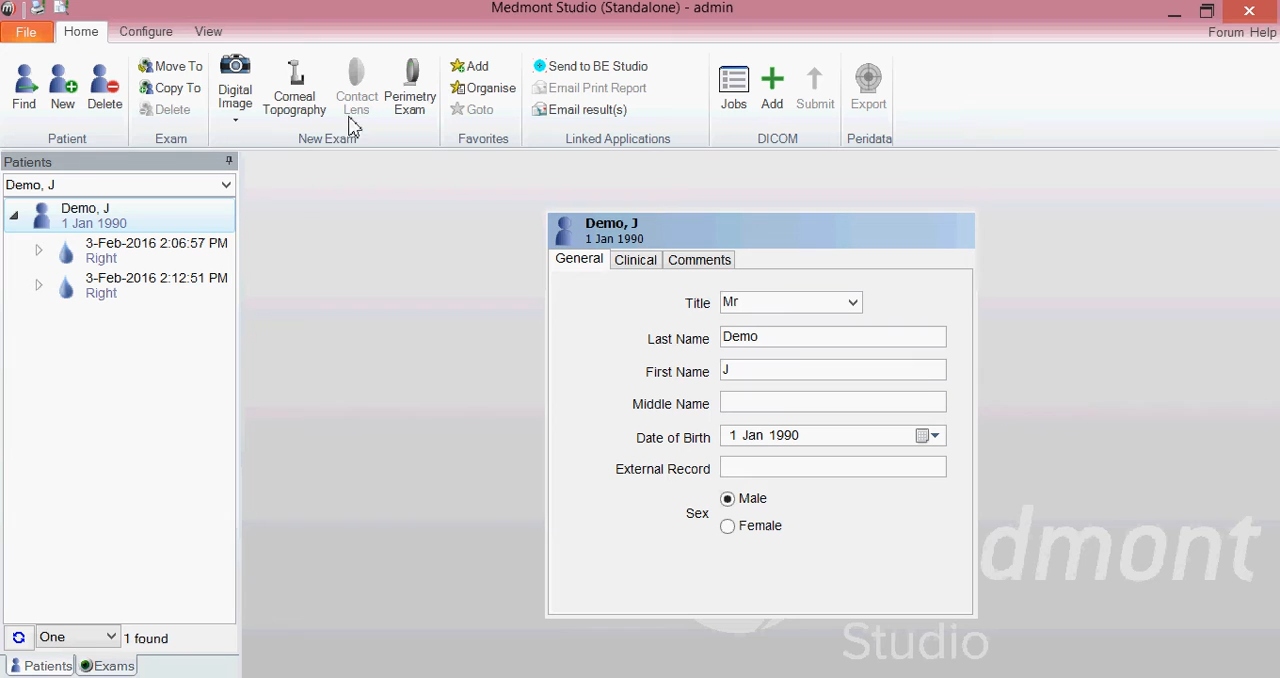 Medmont Studio (Standalone) - admin
File Home Configure View Forum Help
Find New Delete
Patient
Move To
Copy To
Delete
Exam
Digital Image
Corneal Topography
Contact Lens
Perimetry Exam
New Exam
Add
Organise
Goto
Favorites
Send to BE Studio
Email Print Report
Email result(s)
Linked Applications
Jobs Add Submit
DICOM
Export
Peridata
Patients
Demo, J
Demo, J
1 Jan 1990
3-Feb-2016 2:06:57 PM
Right
3-Feb-2016 2:12:51 PM
Right
One 1 found
Patients Exams
Demo, J
1 Jan 1990
General Clinical Comments
Title Mr
Last Name Demo
First Name J
Middle Name
Date of Birth 1 Jan 1990
External Record
Sex
Male
Female
dmont
Studio